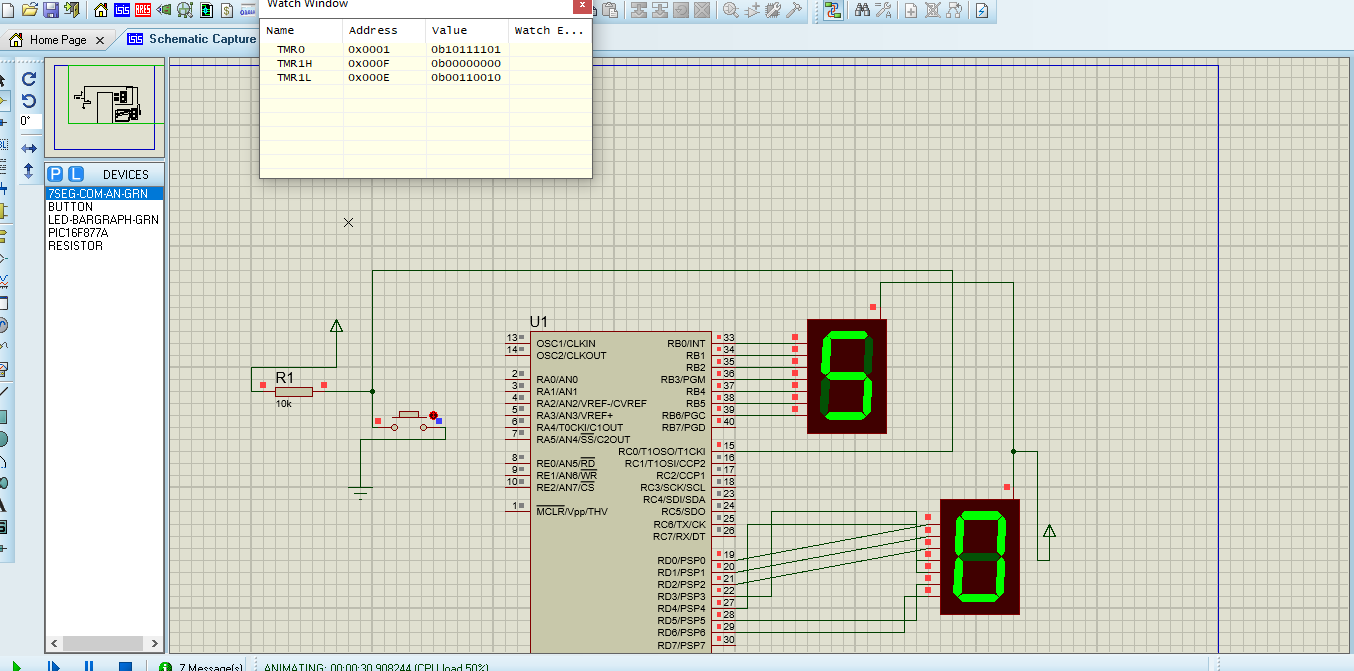 Watch Window
Home Page
Schematic Capture
Name Address Value Watch E...
TMR0 0x0001 0b10111101
TMR1H 0x000F 0b00000000
TMR1L 0x000E 0b00110010
0°
P L DEVICES
7SEG-COM-AN-GRN
BUTTON
LED-BARGRAPH-GRN
PIC16F877A
RESISTOR
R1
10k
U1
13 OSC1/CLKIN
14 OSC2/CLKOUT
2 RA0/AN0
3 RA1/AN1
4 RA2/AN2/VREF-/CVREF
5 RA3/AN3/VREF+
6 RA4/T0CKI/C1OUT
7 RA5/AN4/SS/C2OUT
8 RE0/AN5/RD
9 RE1/AN6/WR
10 RE2/AN7/CS
1 MCLR/Vpp/THV
RB0/INT 33
RB1 34
RB2 35
RB3/PGM 36
RB4 37
RB5 38
RB6/PGC 39
RB7/PGD 40
RC0/T1OSO/T1CKI 15
RC1/T1OSI/CCP2 16
RC2/CCP1 17
RC3/SCK/SCL 18
RC4/SDI/SDA 23
RC5/SDO 24
RC6/TX/CK 25
RC7/RX/DT 26
RD0/PSP0 19
RD1/PSP1 20
RD2/PSP2 21
RD3/PSP3 22
RD4/PSP4 27
RD5/PSP5 28
RD6/PSP6 29
RD7/PSP7 30
5
0
7 Message(s)
ANIMATING: 00:00:30.908244 (CPU load 50%)